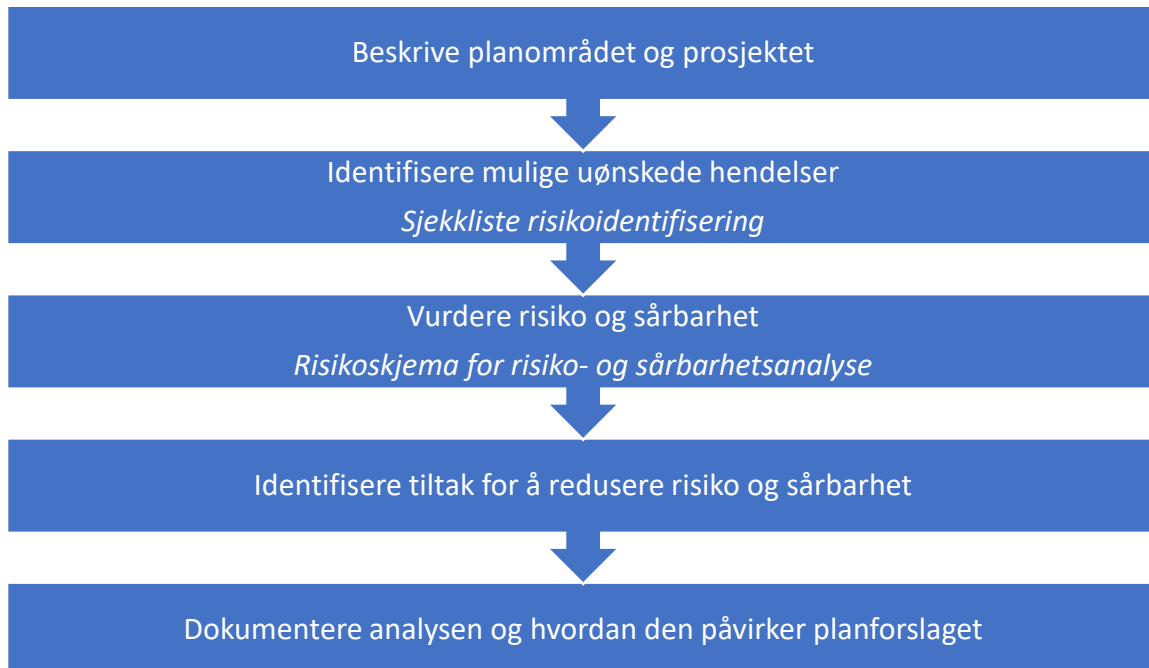 Beskrive planområdet og prosjektet
Identifisere mulige uønskede hendelser
Sjekkliste risikoidentifisering
Vurdere risiko og sårbarhet
Risikoskjema for risiko- og sårbarhetsanalyse
Identifisere tiltak for å redusere risiko og sårbarhet
Dokumentere analysen og hvordan den påvirker planforslaget